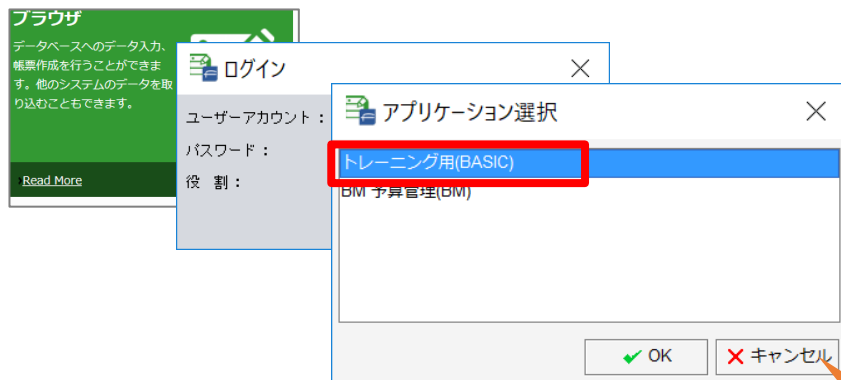 ブラウザ
データベースへのデータ入力、
帳票作成を行うことができま
す。他のシステムのデータを取
り込むこともできます。
Read More
ログイン
ユーザーアカウント：
パスワード：
役 割：
アプリケーション選択
トレーニング用(BASIC)
BM 予算管理(BM)
OK
キャンセル